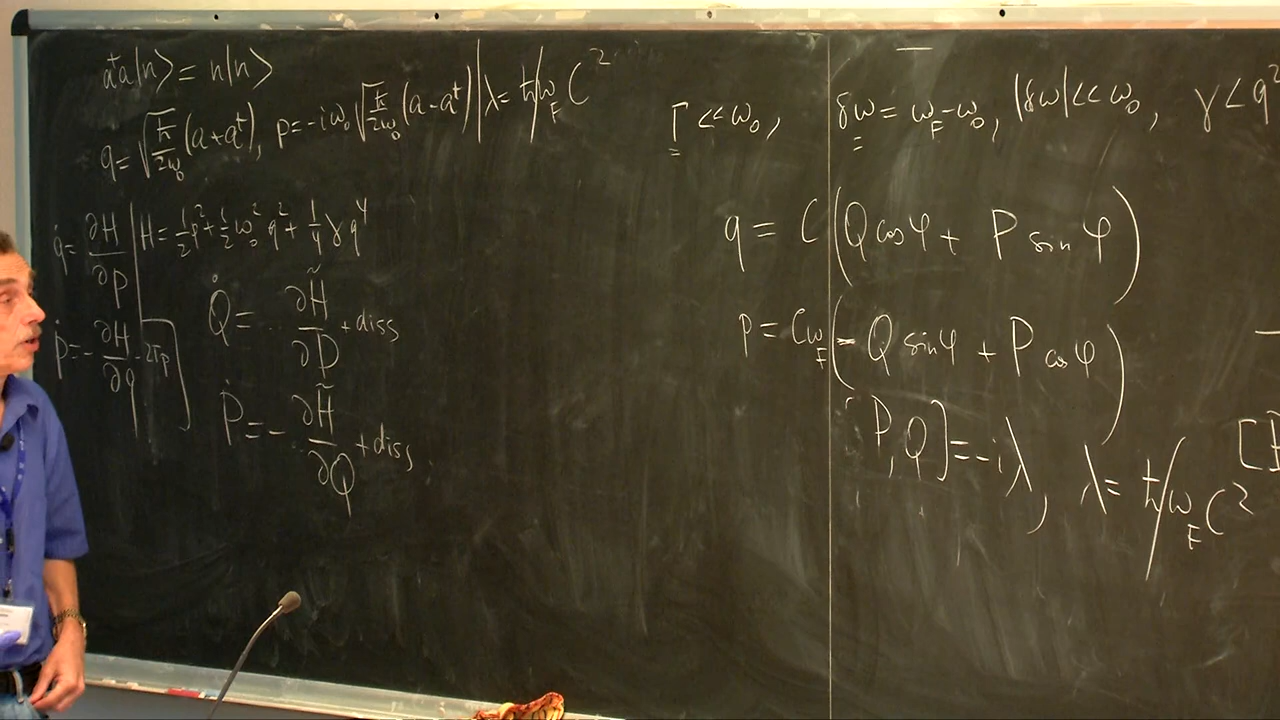 a†a|n⟩ = n|n⟩
q = √(ħ/2ω₀) (a + a†), p = -iω₀ √(ħ/2ω₀) (a - a†) | λ = ħ/ω_F C²
q̇ = ∂H/∂p | H = ½p² + ½ω₀²q² + ¼γq⁴
ṗ = -∂H/∂q - 2Γp
Q̇ = ∂H̃/∂P + diss
Ṗ = -∂H̃/∂Q + diss
Γ << ω₀, δω = ω_F - ω₀, |δω| << ω₀, γ<q²
q = C(Q cos φ + P sin φ)
p = Cω_F(-Q sin φ + P cos φ)
[P, Q] = -iλ, λ = ħ/ω_F C²